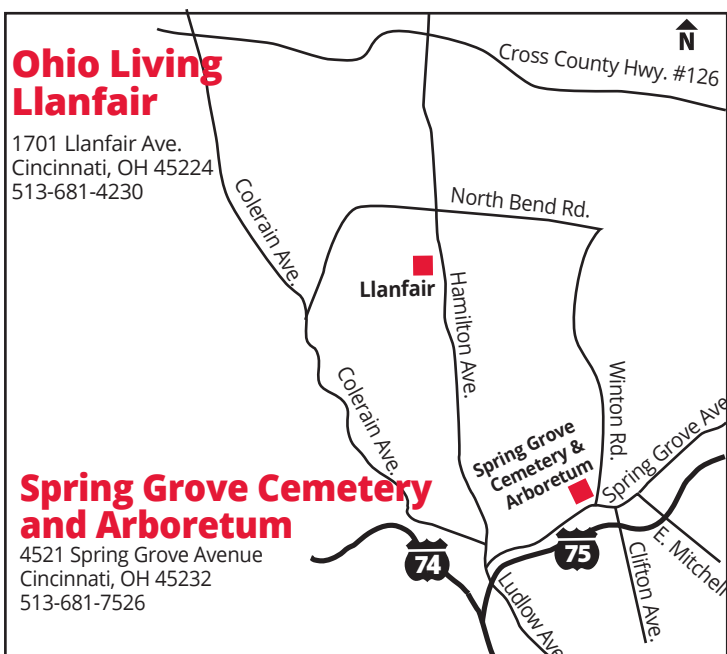 Ohio Living
Llanfair
1701 Llanfair Ave.
Cincinnati, OH 45224
513-681-4230
N
Cross County Hwy. #126
Colerain Ave.
North Bend Rd.
Llanfair
Hamilton Ave.
Colerain Ave.
Winton Rd.
Spring Grove
Cemetery &
Arboretum
Spring Grove Ave
Spring Grove Cemetery
and Arboretum
4521 Spring Grove Avenue
Cincinnati, OH 45232
513-681-7526
74
75
Ludlow Ave
Clifton Ave.
E. Mitchell